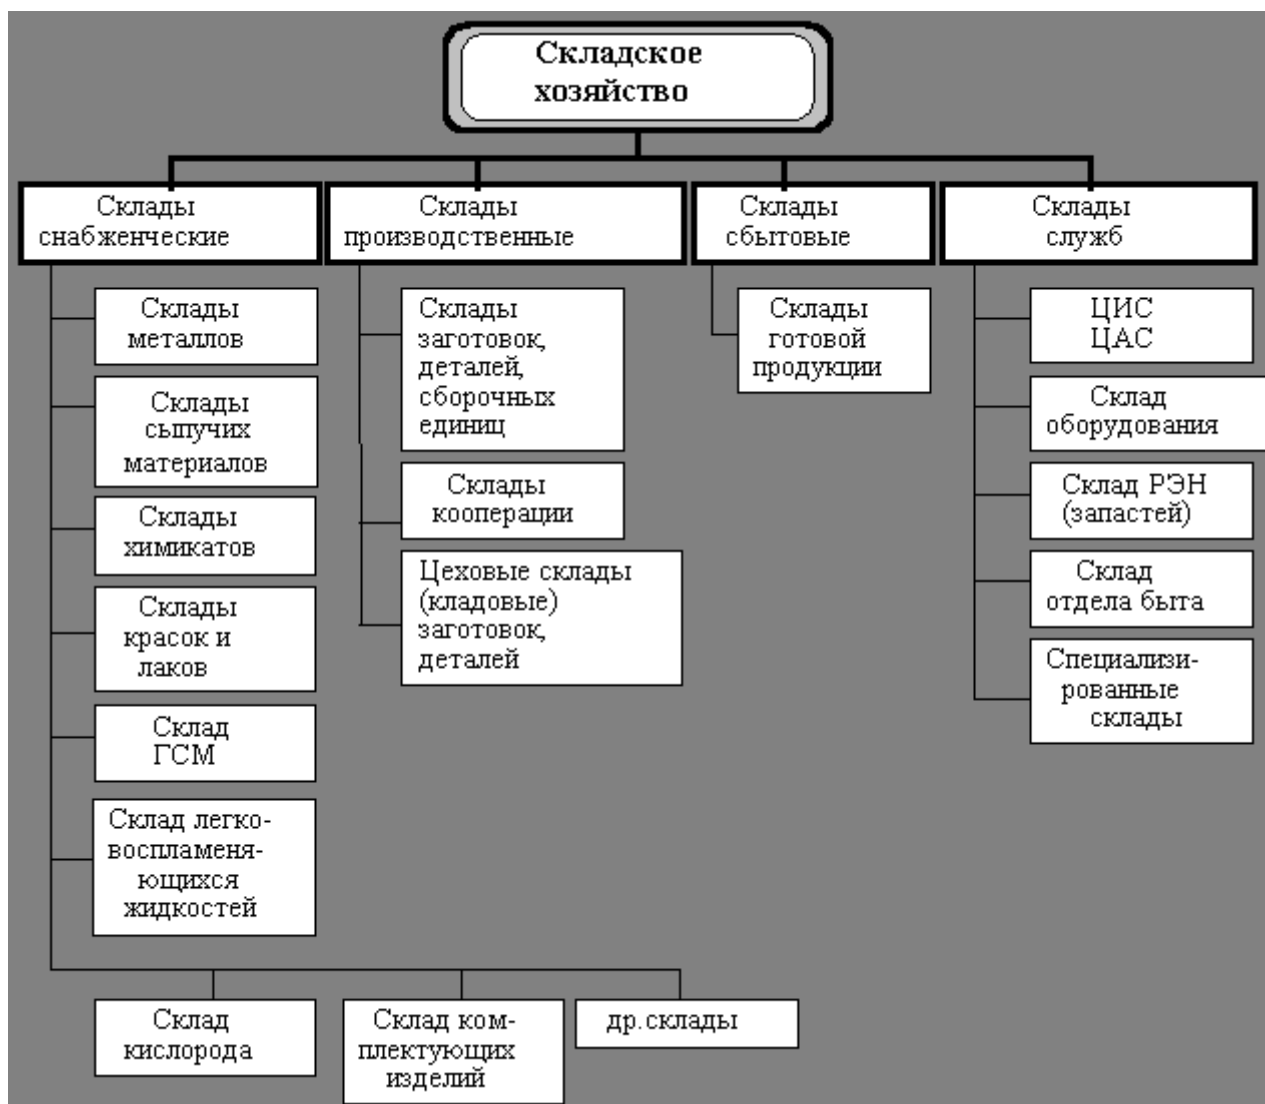 Складское
хозяйство
Склады
снабженческие
Склады
производственные
Склады
сбытовые
Склады
служб
Склады
металлов
Склады
сыпучих
материалов
Склады
химикатов
Склады
красок и
лаков
Склад
ГСМ
Склад легко-
воспламеня-
ющихся
жидкостей
Склад
кислорода
Склад ком-
плектующих
изделий
др.склады
Склады
заготовок,
деталей,
сборочных
единиц
Склады
кооперации
Цеховые склады
(кладовые)
заготовок,
деталей
Склады
готовой
продукции
ЦИС
ЦАС
Склад
оборудования
Склад РЭН
(запастей)
Склад
отдела быта
Специализи-
рованные
склады